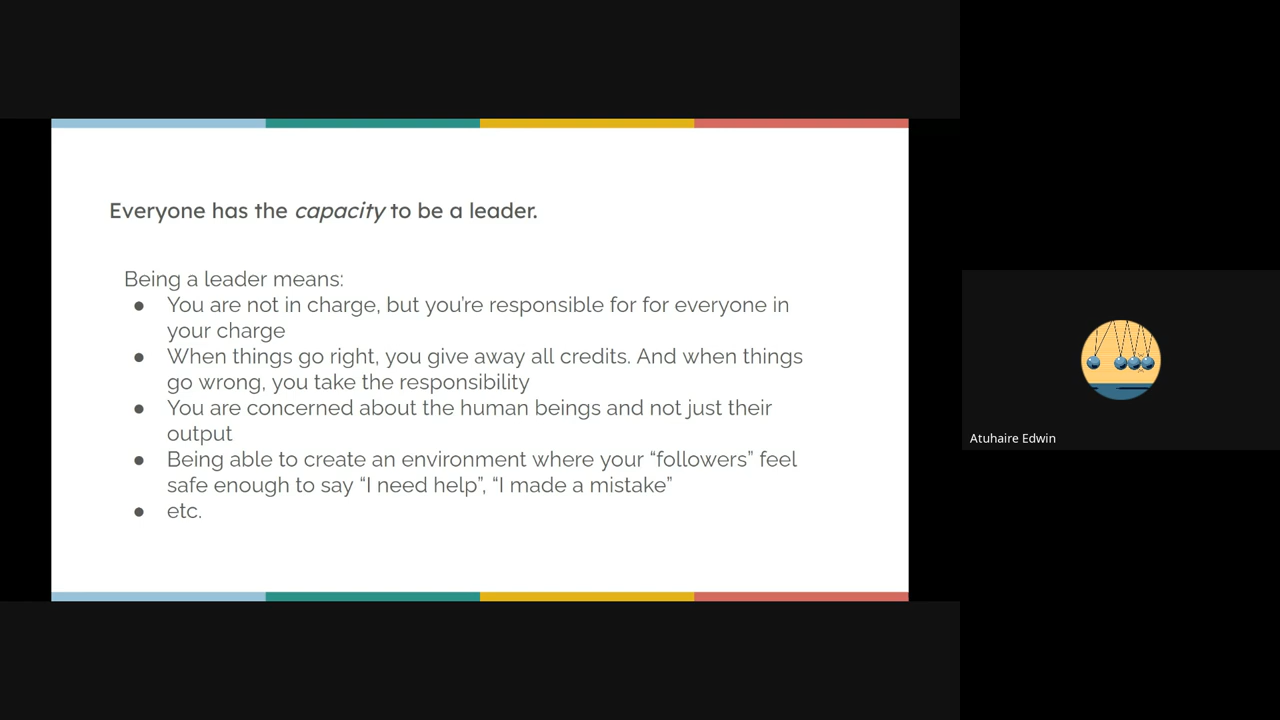 Everyone has the capacity to be a leader.
Being a leader means:
● You are not in charge, but you’re responsible for for everyone in
your charge
● When things go right, you give away all credits. And when things
go wrong, you take the responsibility
● You are concerned about the human beings and not just their
output
● Being able to create an environment where your “followers” feel
safe enough to say “I need help”, “I made a mistake”
● etc.
Atuhaire Edwin